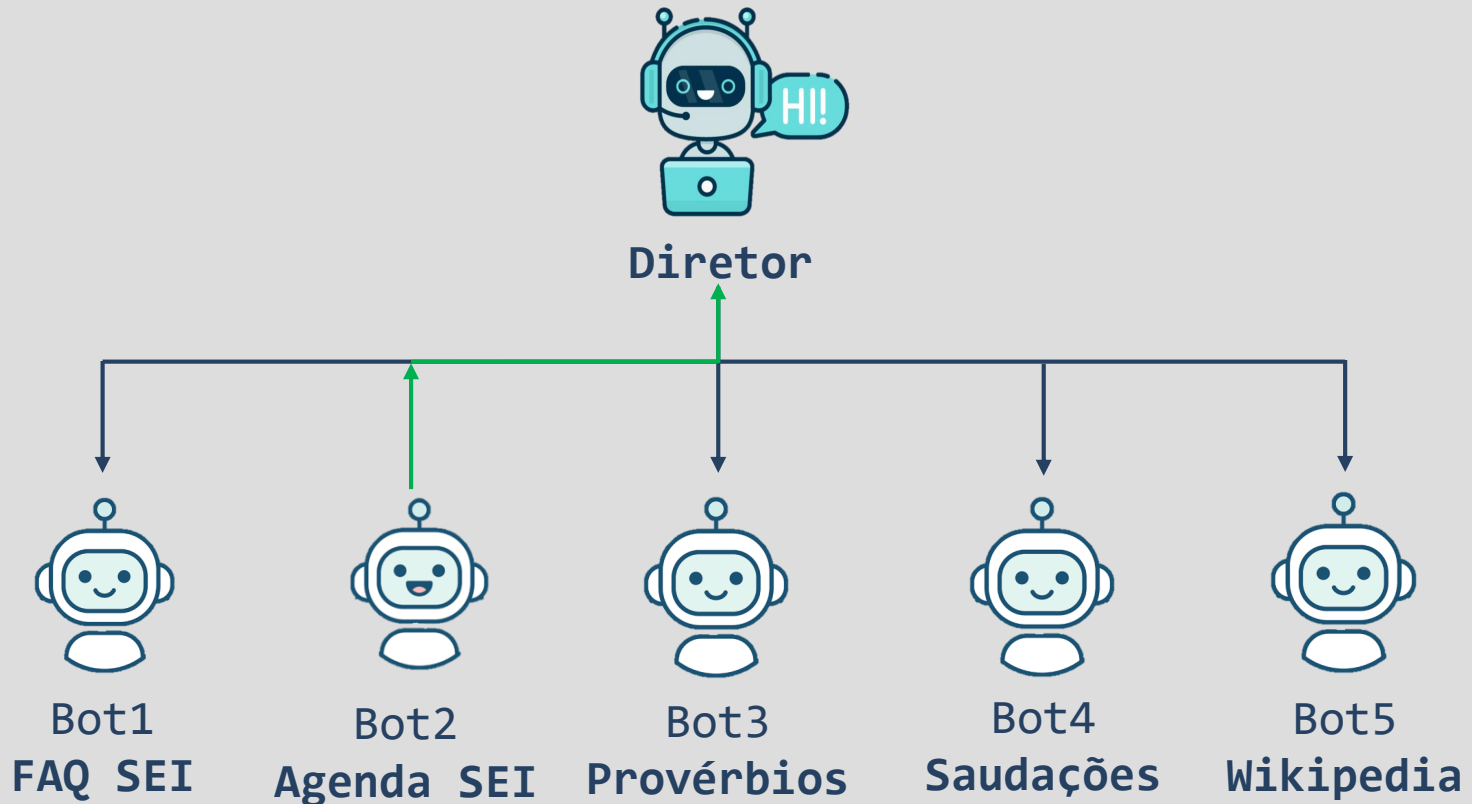 HI!
Diretor
Bot1
FAQ SEI
Bot2
Agenda SEI
Bot3
Provérbios
Bot4
Saudações
Bot5
Wikipedia